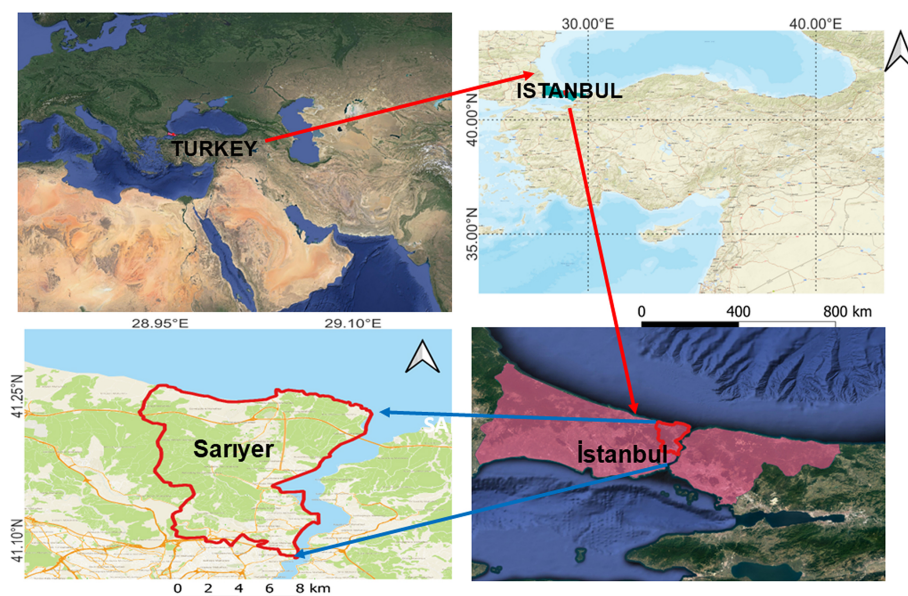 TURKEY
30.00°E 40.00°E
ISTANBUL
40.00°N
35.00°N
0 400 800 km
28.95°E 29.10°E
41.25°N
41.10°N
SA
Sarıyer
0 2 4 6 8 km
İstanbul